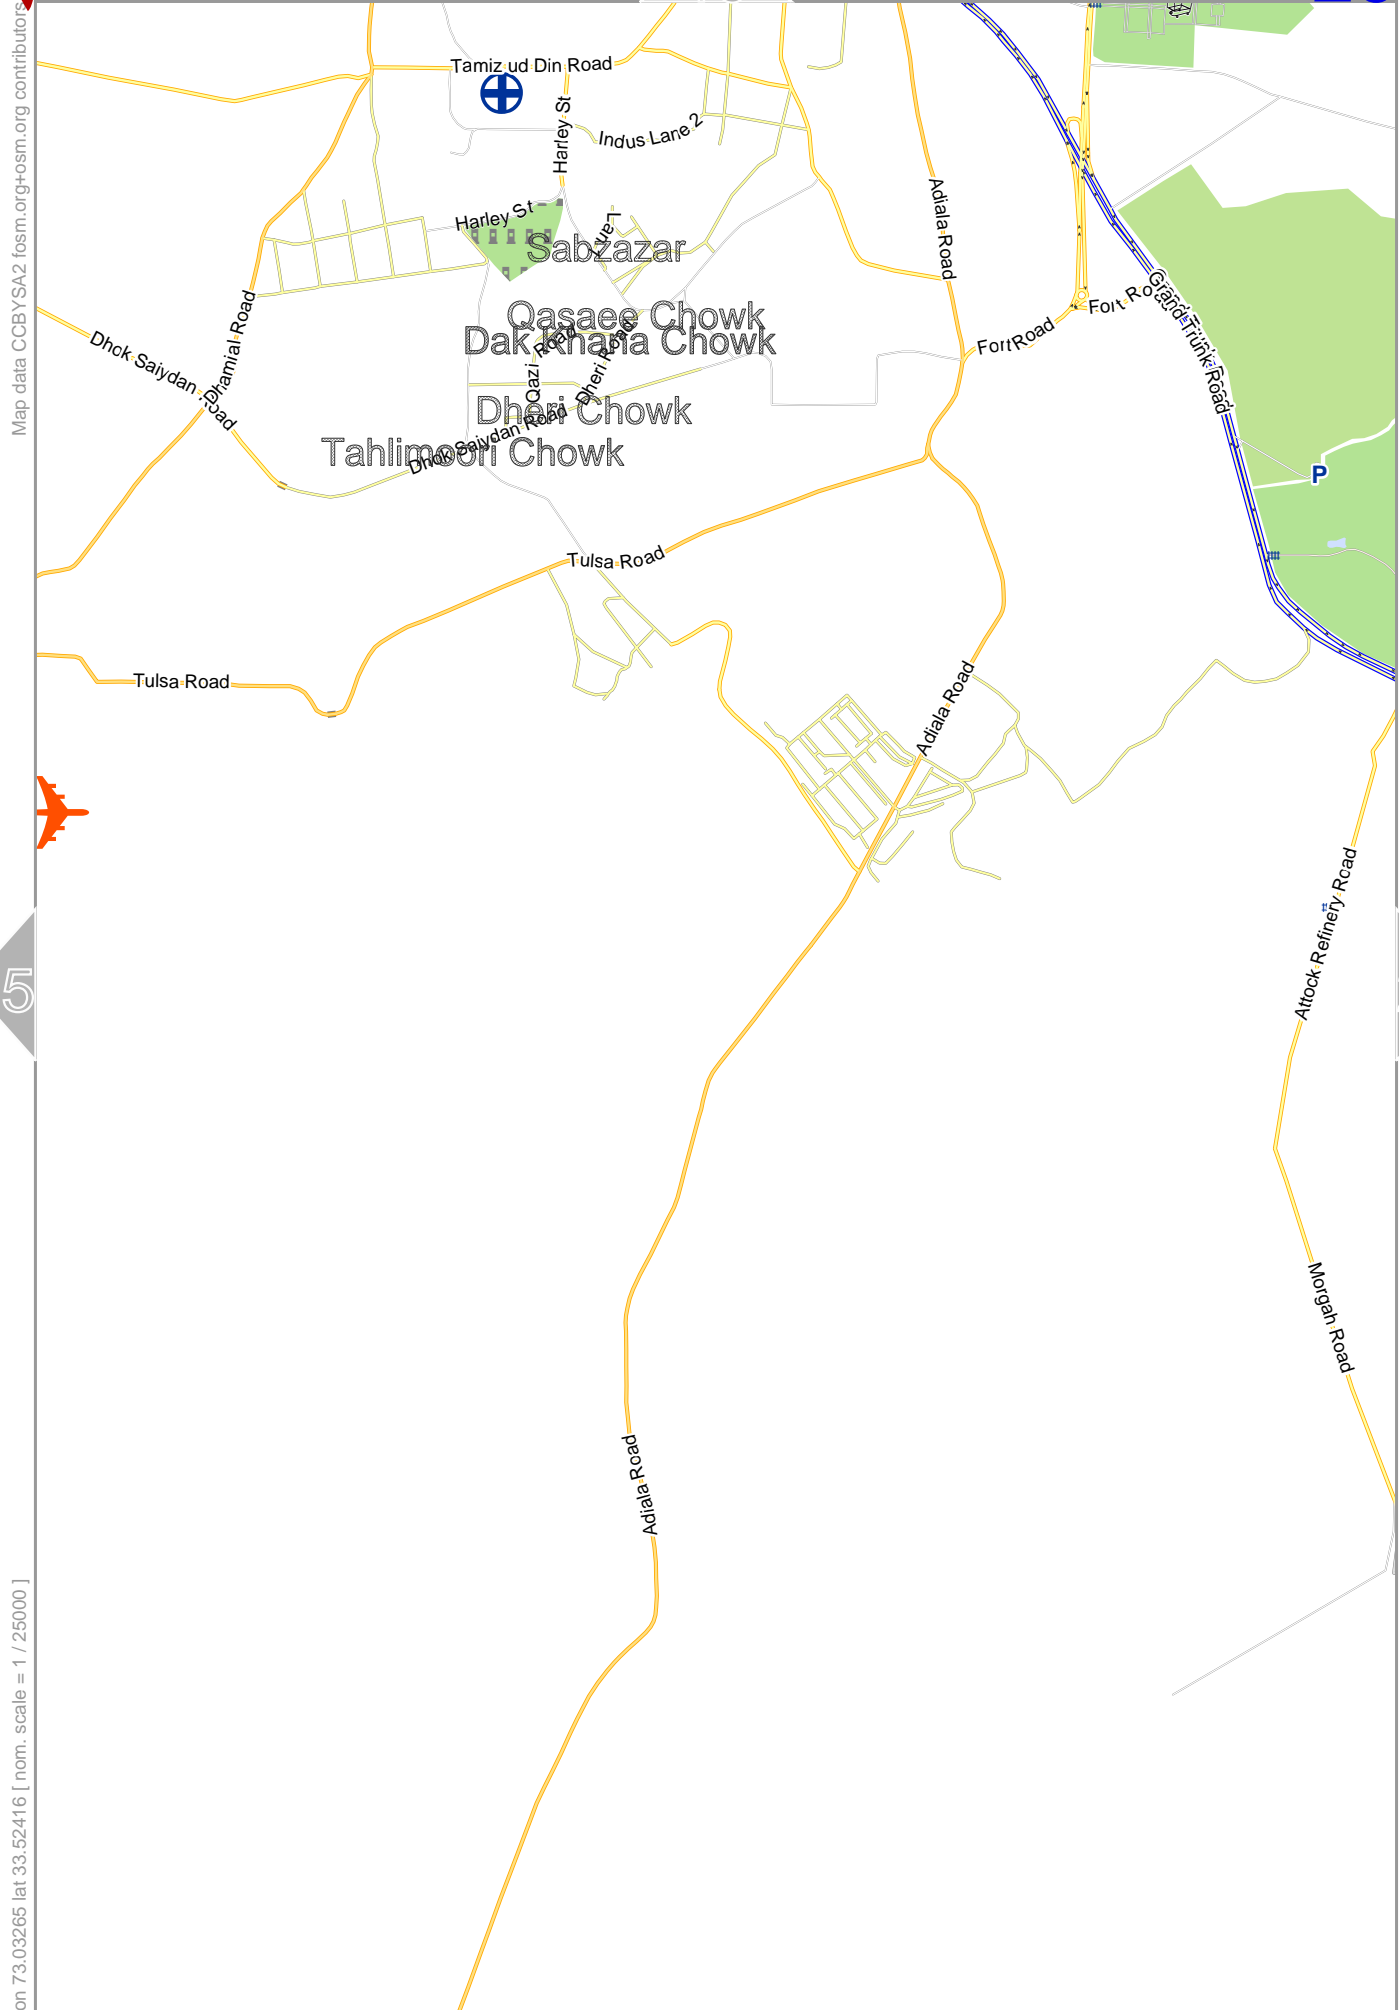 Map data CCBYSA2 fosm.org+osm.org contributors
Tamiz ud Din Road
Harley St
Indus Lane 2
Harley St
Adiala Road
Sabzazar
Qasaee Chowk
Dak Khana Chowk
Fort Road
Fort Road
Grand Trunk Road
Dhamial Road
Dhok Saiydan Road
Qazi Road
Dheri Road
Dheri Chowk
Dhok Saiydan Road
Tahlimoori Chowk
P
Tulsa Road
Tulsa Road
Adiala Road
Attock Refinery Road
5
Morgah Road
Adiala Road
on 73.03265 lat 33.52416 [ nom. scale = 1 / 25000 ]